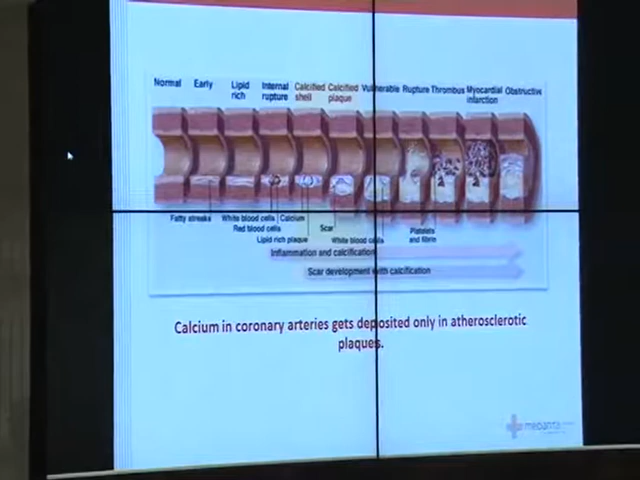 Normal Early Lipid rich Internal rupture Calcified shell Calcified plaque Vulnerable Rupture Thrombus Myocardial infarction Obstructive
Fatty streaks White blood cells Calcium
Red blood cells Scar Platelets and fibrin
Lipid rich plaque White blood cells
Inflammation and calcification
Scar development with calcification
Calcium in coronary arteries gets deposited only in atherosclerotic
plaques.
medanta